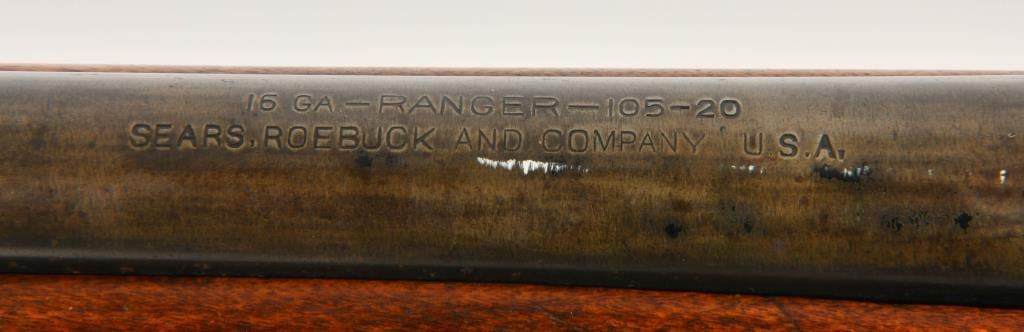 16 GA.—RANGER—105-20
SEARS, ROEBUCK AND COMPANY U.S.A.